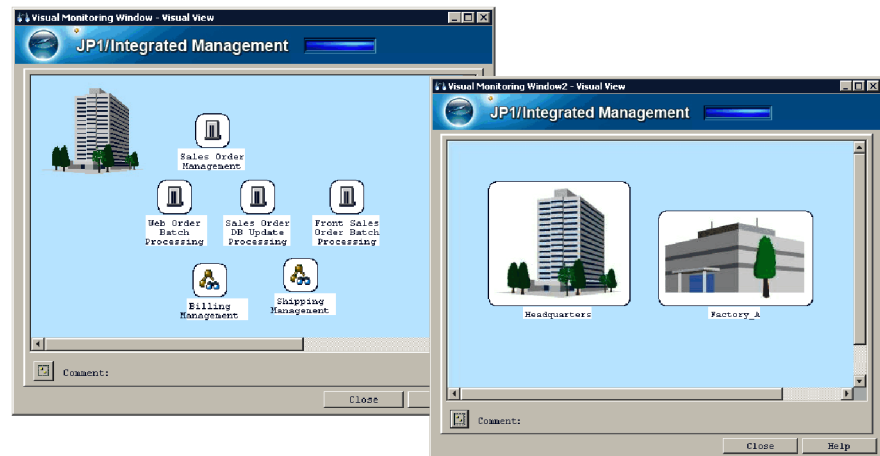 Visual Monitoring Window - Visual View
JP1/Integrated Management
Sales Order
Management
Web Order
Batch
Processing
Sales Order
DB Update
Processing
Front Sales
Order Batch
Processing
Billing
Management
Shipping
Management
Comment:
Close
Visual Monitoring Window2 - Visual View
JP1/Integrated Management
Headquarters
Factory_A
Comment:
Close
Help